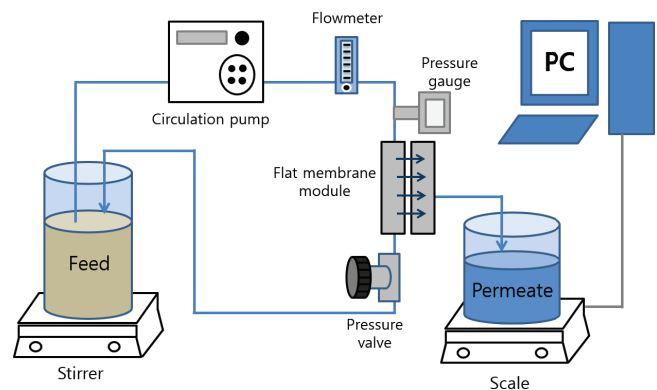 Flowmeter
Pressure
gauge
PC
Circulation pump
Flat membrane
module
Feed
Permeate
Pressure
valve
Stirrer
Scale